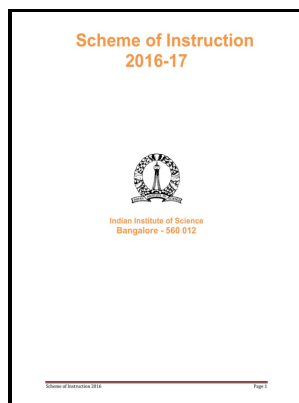 Scheme of Instruction
2016-17
Indian Institute of Science
Bangalore - 560 012
Scheme of Instruction 2016 Page 1